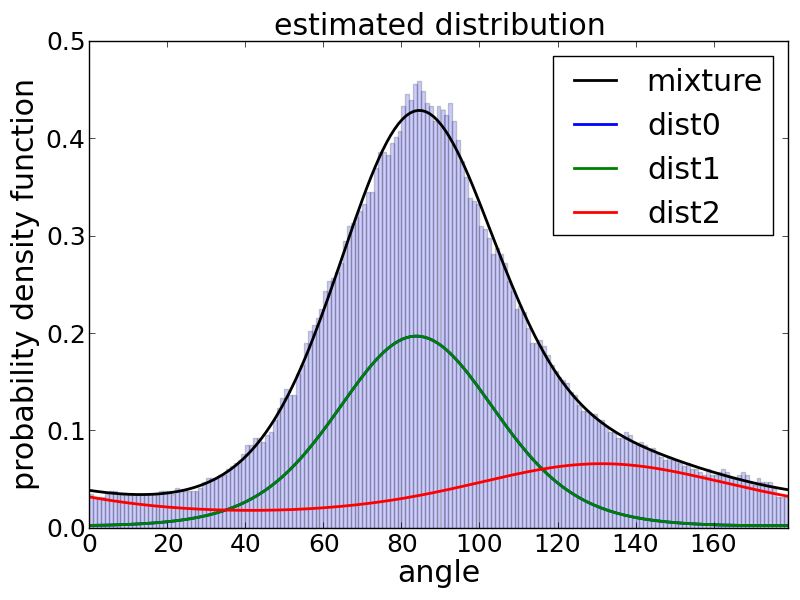 estimated distribution
probability density function
0.5
0.4
0.3
0.2
0.1
0.0
mixture
dist0
dist1
dist2
0 20 40 60 80 100 120 140 160
angle